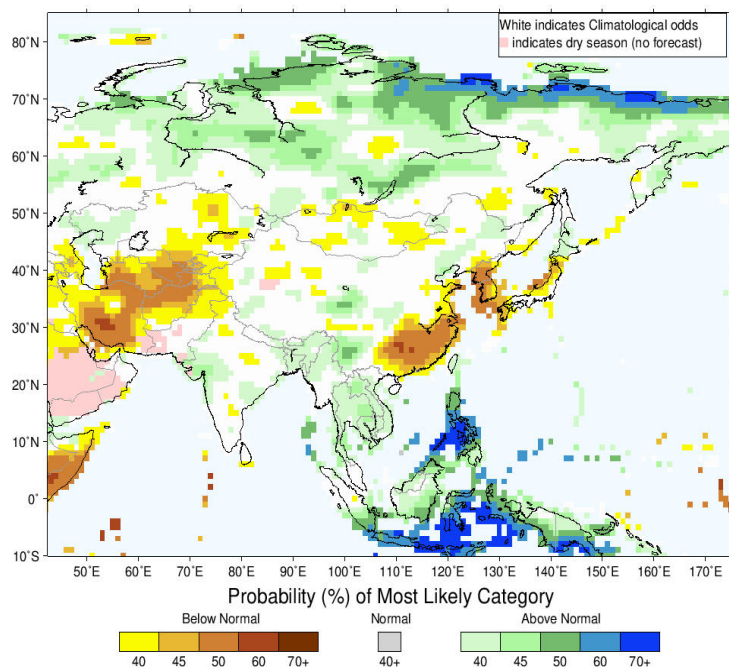 White indicates Climatological odds
indicates dry season (no forecast)
80°N
70°N
60°N
50°N
40°N
30°N
20°N
10°N
0°
10°S
50°E
60°E
70°E
80°E
90°E
100°E
110°E
120°E
130°E
140°E
150°E
160°E
170°E
Probability (%) of Most Likely Category
Below Normal
Normal
Above Normal
40 45 50 60 70+
40+
40 45 50 60 70+